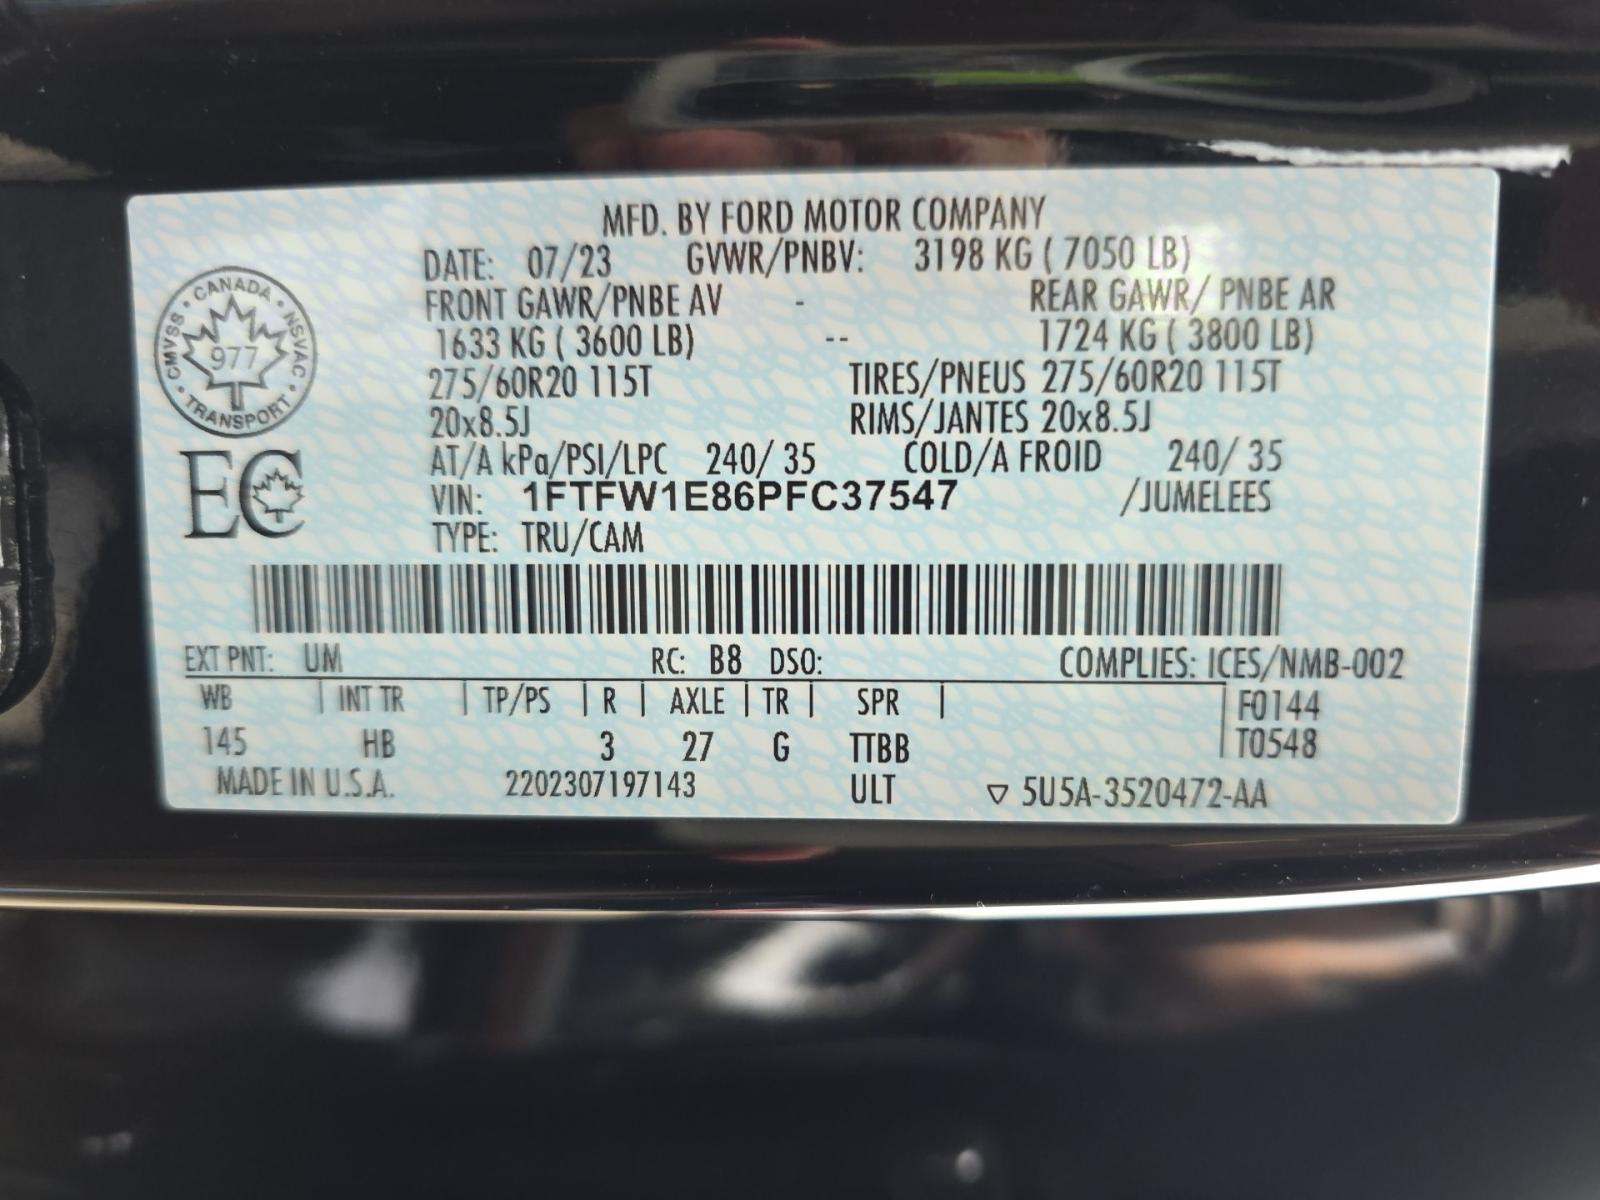 MFD. BY FORD MOTOR COMPANY
DATE: 07/23 GVWR/PNBV: 3198 KG ( 7050 LB)
FRONT GAWR/PNBE AV - REAR GAWR/ PNBE AR
1633 KG ( 3600 LB) -- 1724 KG ( 3800 LB)
275/60R20 115T TIRES/PNEUS 275/60R20 115T
20x8.5J RIMS/JANTES 20x8.5J
AT/A kPa/PSI/LPC 240/ 35 COLD/A FROID 240/ 35
VIN: 1FTFW1E86PFC37547 /JUMELEES
TYPE: TRU/CAM
CANADA
CMVSS
NSVAC
977
TRANSPORT
EC
EXT PNT: UM RC: B8 DSO: COMPLIES: ICES/NMB-002
WB | INT TR | TP/PS | R | AXLE | TR | SPR | F0144
145 HB 3 27 G TTBB T0548
MADE IN U.S.A. 2202307197143 ULT ▽ 5U5A-3520472-AA